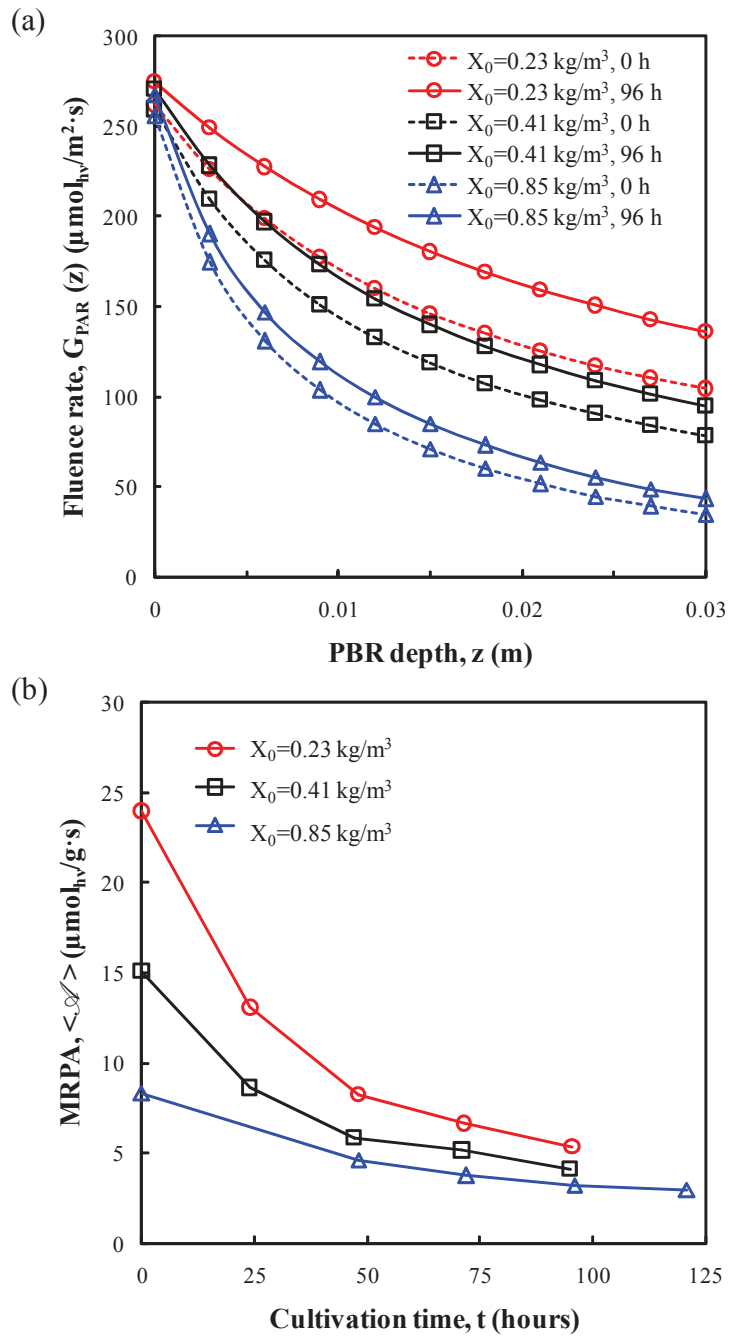 (a)
300
250
200
150
100
50
0
Fluence rate, G_PAR (z) (µmol_hν/m²·s)
X₀=0.23 kg/m³, 0 h
X₀=0.23 kg/m³, 96 h
X₀=0.41 kg/m³, 0 h
X₀=0.41 kg/m³, 96 h
X₀=0.85 kg/m³, 0 h
X₀=0.85 kg/m³, 96 h
0 0.01 0.02 0.03
PBR depth, z (m)
(b)
30
25
20
15
10
5
0
MRPA, <𝒜> (µmol_hν/g·s)
X₀=0.23 kg/m³
X₀=0.41 kg/m³
X₀=0.85 kg/m³
0 25 50 75 100 125
Cultivation time, t (hours)